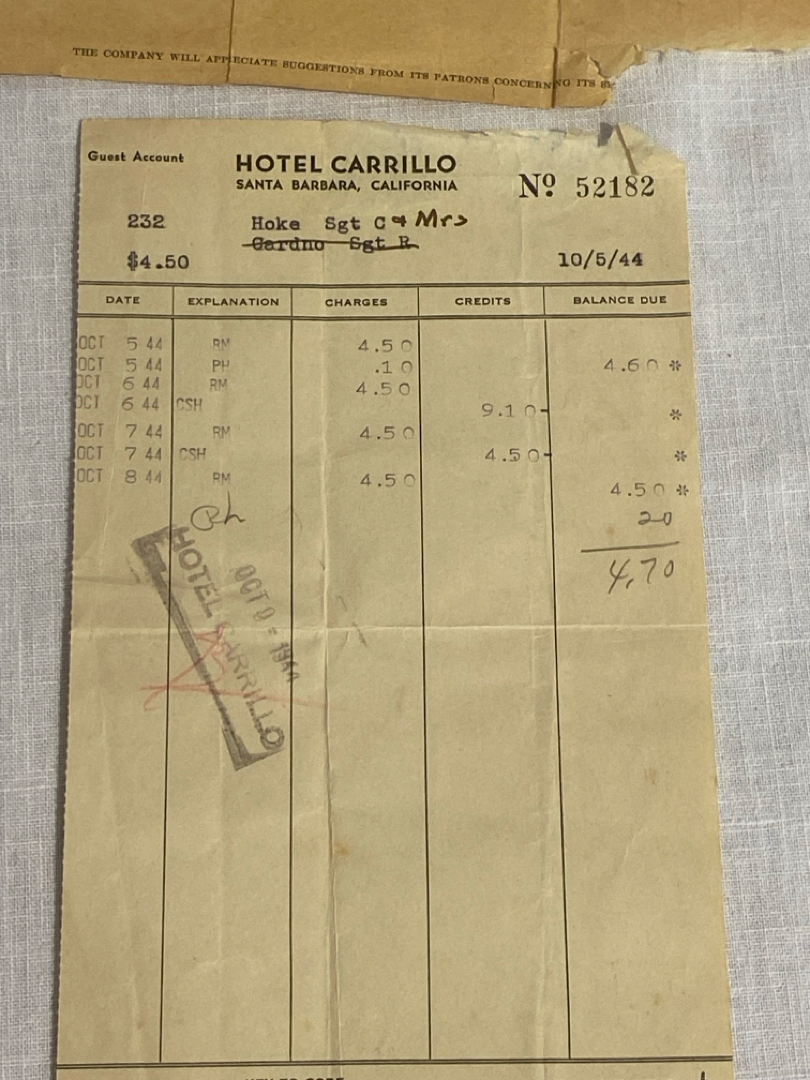 THE COMPANY WILL APPRECIATE SUGGESTIONS FROM ITS PATRONS CONCERNING ITS
Guest Account
HOTEL CARRILLO
SANTA BARBARA, CALIFORNIA
Nº 52182
232 Hoke Sgt C & Mrs
Cardno Sgt R
$4.50 10/5/44
DATE EXPLANATION CHARGES CREDITS BALANCE DUE
OCT 5 44 RM 4.50
OCT 5 44 PH .10 4.60 *
OCT 6 44 RM 4.50
OCT 6 44 CSH 9.10- *
OCT 7 44 RM 4.50
OCT 7 44 CSH 4.50- *
OCT 8 44 RM 4.50 4.50 *
Ph 20
4.70
HOTEL CARRILLO
OCT 9 = 1944